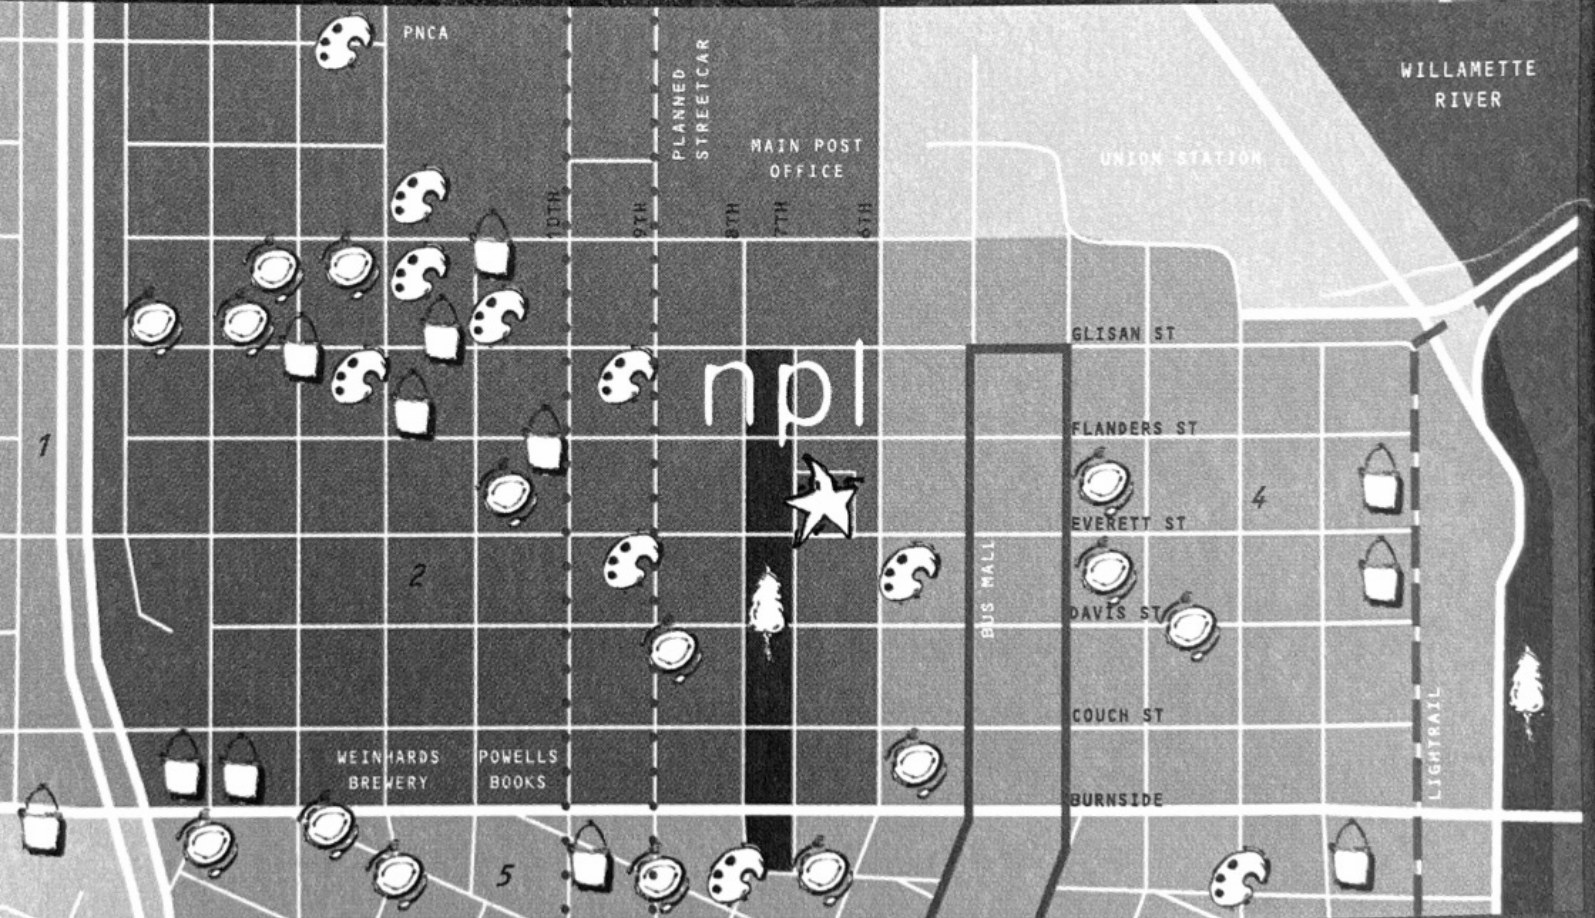 PNCA
PLANNED
STREETCAR
WILLAMETTE
RIVER
MAIN POST
OFFICE
UNION STATION
10TH
9TH
8TH
7TH
6TH
GLISAN ST
npl
FLANDERS ST
1
4
EVERETT ST
2
BUS MALL
DAVIS ST
COUCH ST
LIGHTRAIL
WEINHARDS
BREWERY
POWELLS
BOOKS
BURNSIDE
5